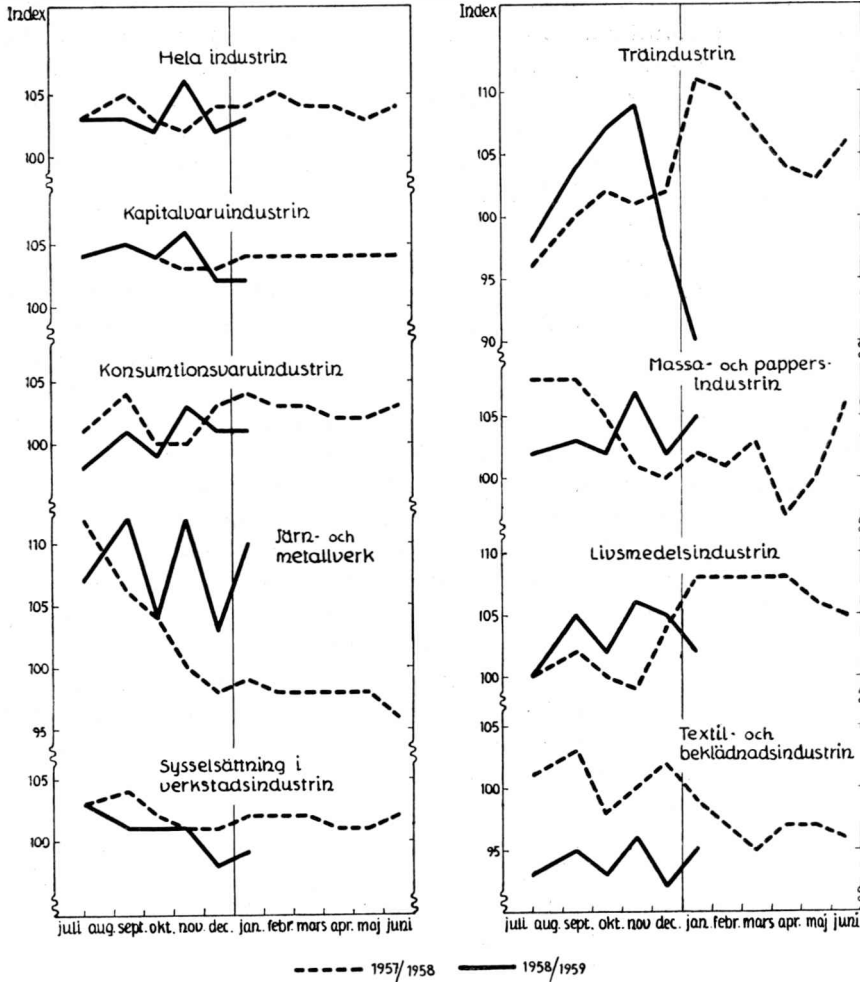 Index
Hela industrin
105
100
Kapitalvaruindustrin
105
100
Konsumtionsvaruindustrin
105
100
Järn- och
metallverk
110
105
100
95
Sysselsättning i
verkstadsindustrin
105
100
juli aug. sept. okt. nov. dec. jan. febr. mars apr. maj juni
Index
Träindustrin
110
105
100
95
90
Massa- och pappers-
industrin
105
100
Livsmedelsindustrin
110
105
100
Textil- och
beklädnadsindustrin
105
100
95
juli aug. sept. okt. nov. dec. jan. febr. mars apr. maj juni
1957/1958
1958/1959